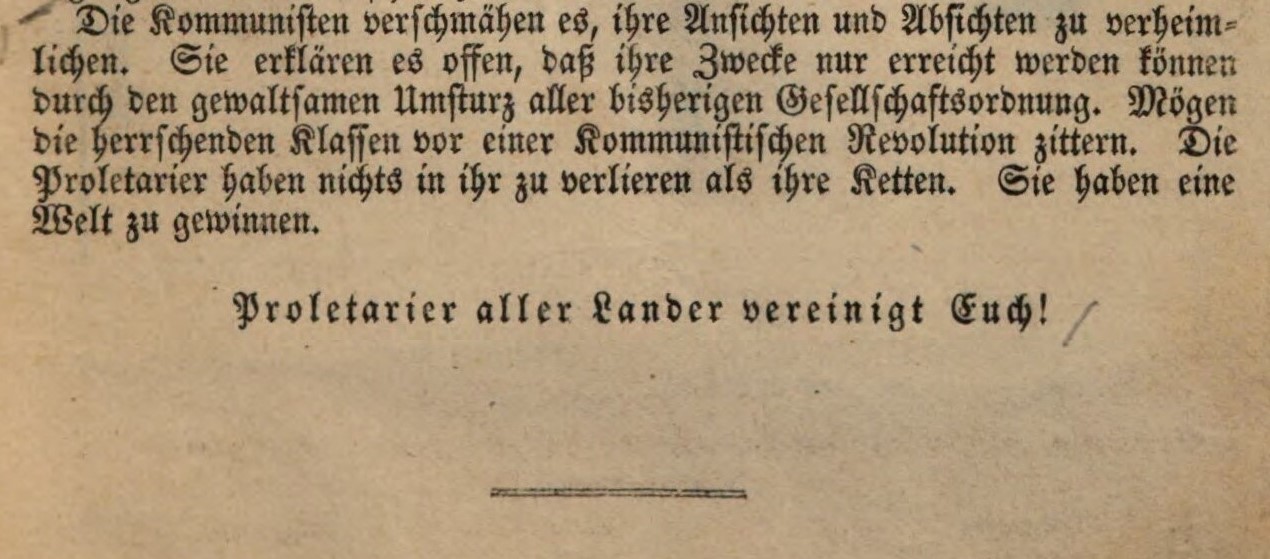 Die Kommunisten verschmähen es, ihre Ansichten und Absichten zu verheim-
lichen. Sie erklären es offen, daß ihre Zwecke nur erreicht werden können
durch den gewaltsamen Umsturz aller bisherigen Gesellschaftsordnung. Mögen
die herrschenden Klassen vor einer Kommunistischen Revolution zittern. Die
Proletarier haben nichts in ihr zu verlieren als ihre Ketten. Sie haben eine
Welt zu gewinnen.
Proletarier aller Lander vereinigt Euch!